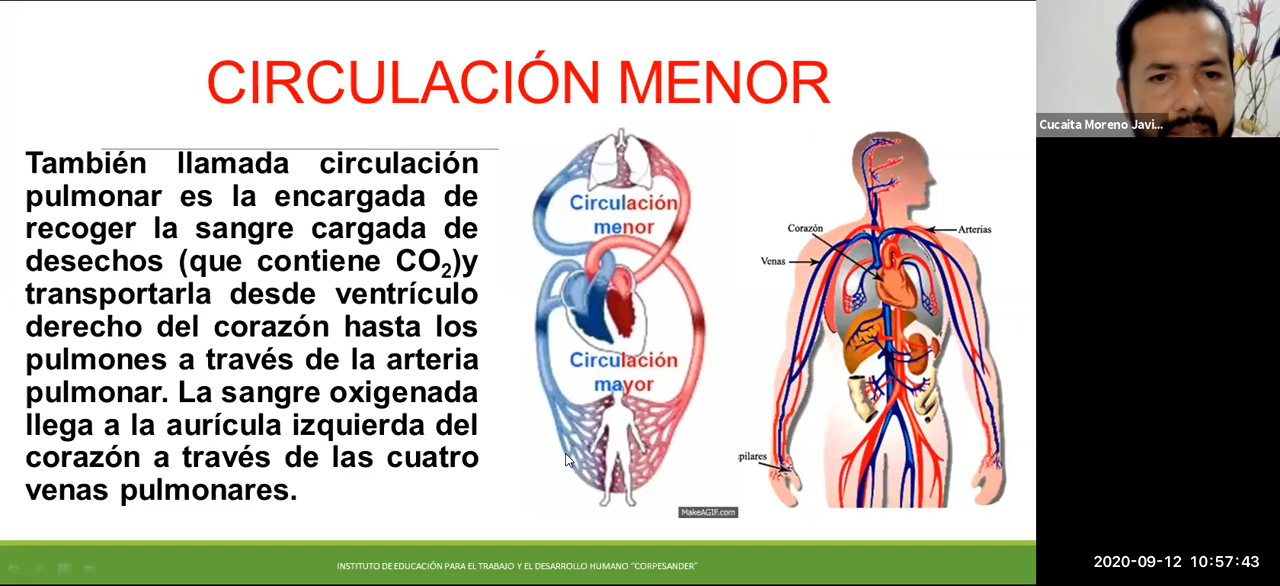 CIRCULACIÓN MENOR
También llamada circulación
pulmonar es la encargada de
recoger la sangre cargada de
desechos (que contiene CO₂)y
transportarla desde ventrículo
derecho del corazón hasta los
pulmones a través de la arteria
pulmonar. La sangre oxigenada
llega a la aurícula izquierda del
corazón a través de las cuatro
venas pulmonares.
Circulación
menor
Circulación
mayor
MakeAGIF.com
Corazón
Arterias
Venas
pilares
INSTITUTO DE EDUCACIÓN PARA EL TRABAJO Y EL DESARROLLO HUMANO "CORPESANDER"
Cucaita Moreno Javi...
2020-09-12 10:57:43